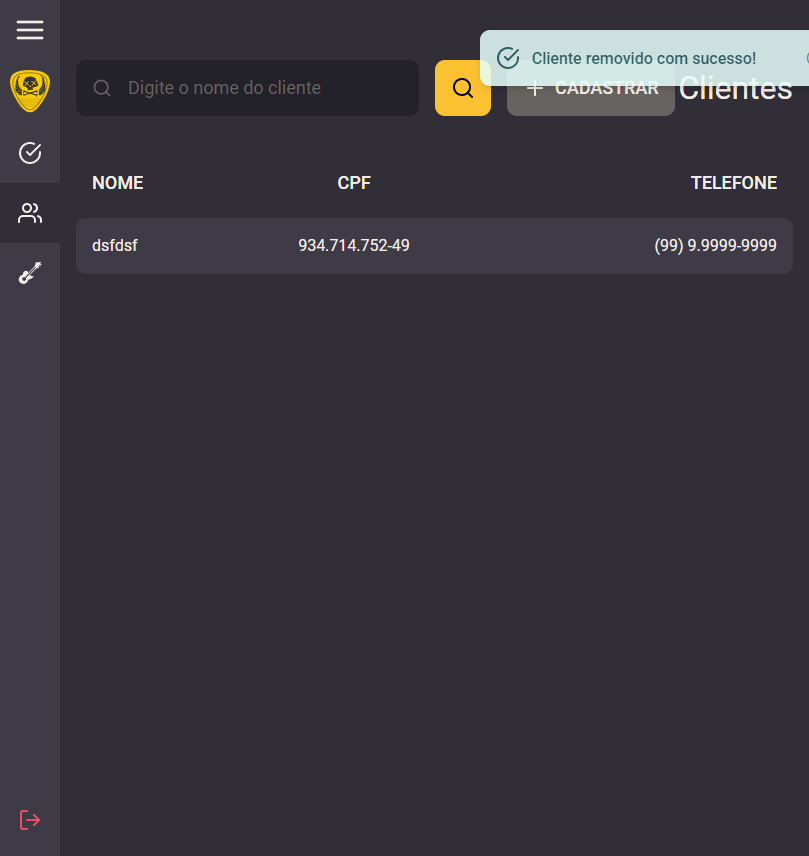 Cliente removido com sucesso!
Digite o nome do cliente
CADASTRAR
Clientes
NOME CPF TELEFONE
dsfdsf 934.714.752-49 (99) 9.9999-9999